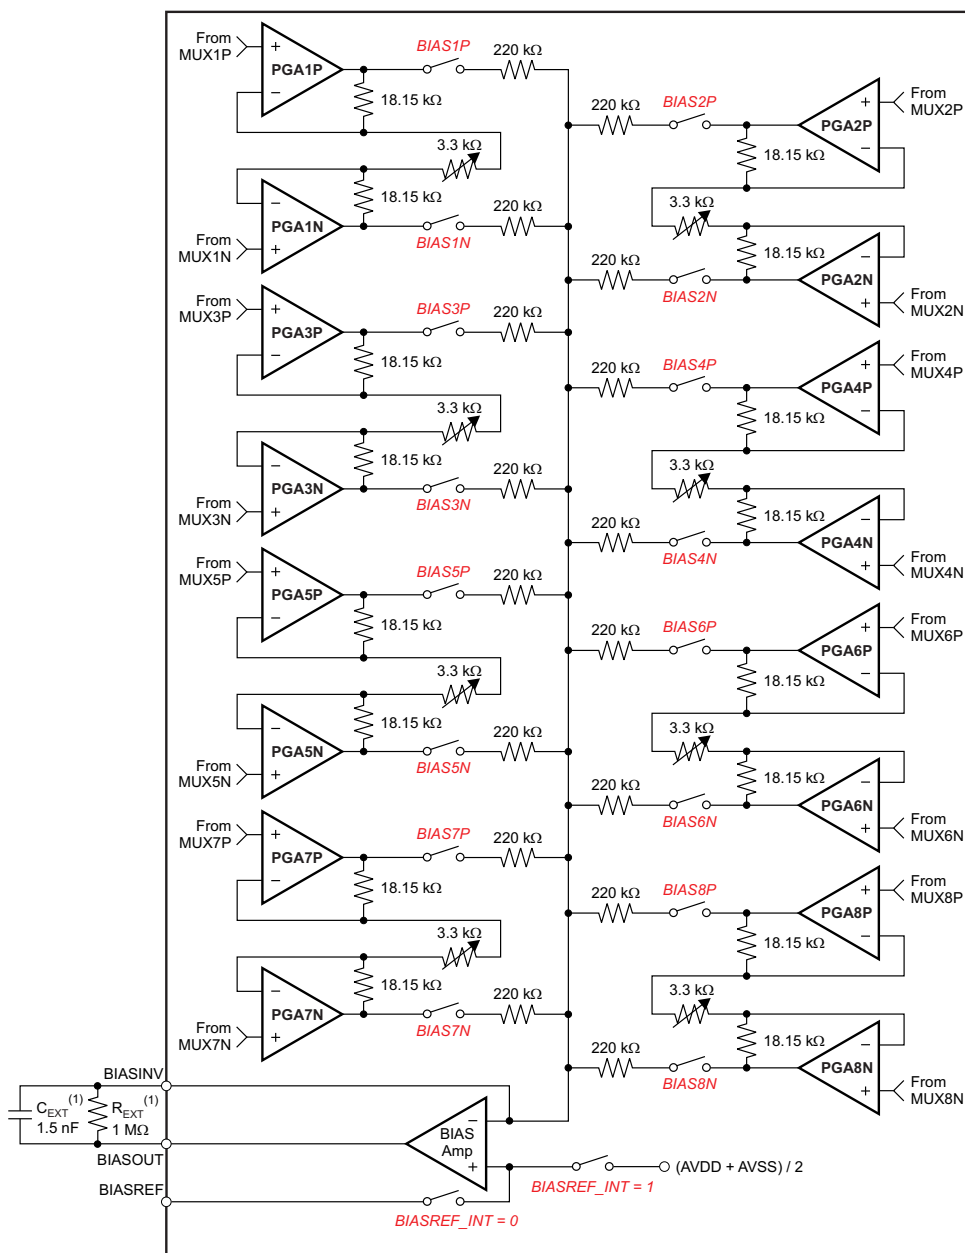 From
MUX1P
+
PGA1P
−
BIAS1P
220 kΩ
18.15 kΩ
3.3 kΩ
−
PGA1N
+
From
MUX1N
18.15 kΩ
BIAS1N
220 kΩ
From
MUX3P
+
PGA3P
−
BIAS3P
220 kΩ
18.15 kΩ
3.3 kΩ
−
PGA3N
+
From
MUX3N
18.15 kΩ
BIAS3N
220 kΩ
From
MUX5P
+
PGA5P
−
BIAS5P
220 kΩ
18.15 kΩ
3.3 kΩ
−
PGA5N
+
From
MUX5N
18.15 kΩ
BIAS5N
220 kΩ
From
MUX7P
+
PGA7P
−
BIAS7P
220 kΩ
18.15 kΩ
3.3 kΩ
−
PGA7N
+
From
MUX7N
18.15 kΩ
BIAS7N
220 kΩ
220 kΩ
BIAS2P
+
PGA2P
−
From
MUX2P
18.15 kΩ
3.3 kΩ
18.15 kΩ
220 kΩ
BIAS2N
−
PGA2N
+
From
MUX2N
220 kΩ
BIAS4P
+
PGA4P
−
From
MUX4P
18.15 kΩ
3.3 kΩ
18.15 kΩ
220 kΩ
BIAS4N
−
PGA4N
+
From
MUX4N
220 kΩ
BIAS6P
+
PGA6P
−
From
MUX6P
18.15 kΩ
3.3 kΩ
18.15 kΩ
220 kΩ
BIAS6N
−
PGA6N
+
From
MUX6N
220 kΩ
BIAS8P
+
PGA8P
−
From
MUX8P
18.15 kΩ
3.3 kΩ
18.15 kΩ
220 kΩ
BIAS8N
−
PGA8N
+
From
MUX8N
BIASINV
C_EXT (1)
1.5 nF
R_EXT (1)
1 MΩ
BIASOUT
BIASREF
−
BIAS
Amp
+
BIASREF_INT = 0
BIASREF_INT = 1
(AVDD + AVSS) / 2